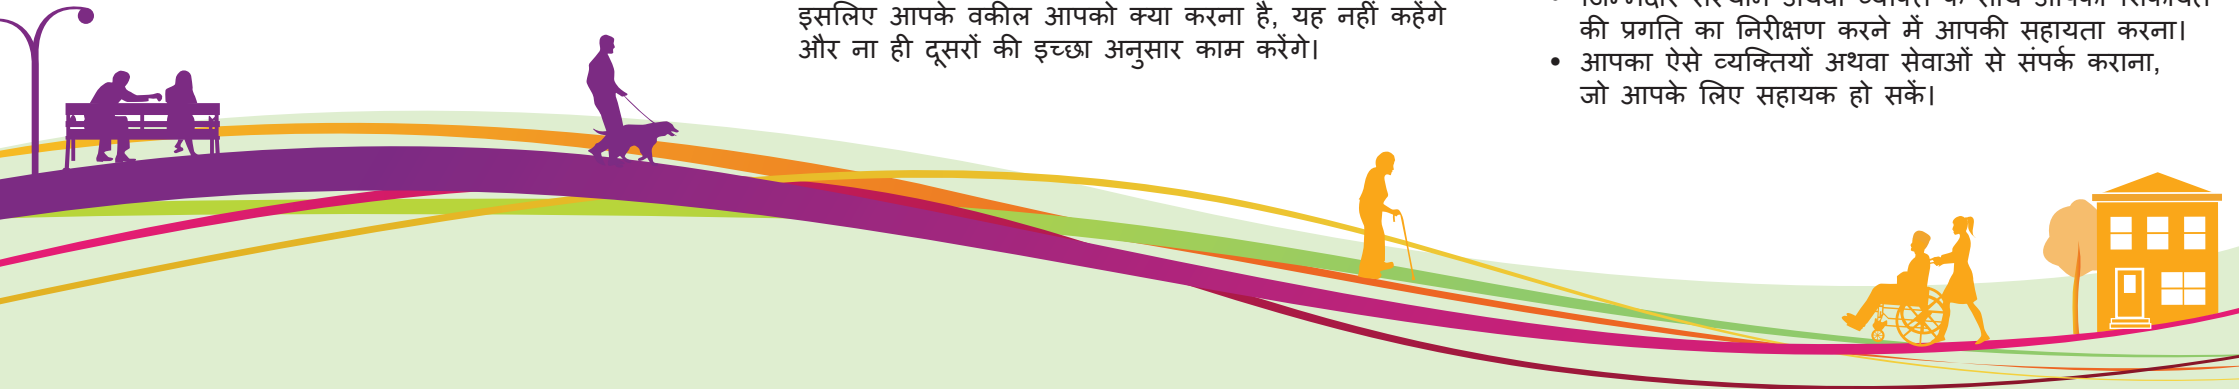 इसलिए आपके वकील आपको क्या करना है, यह नहीं कहेंगे
और ना ही दूसरों की इच्छा अनुसार काम करेंगे।
की प्रगति का निरीक्षण करने में आपकी सहायता करना।
• आपका ऐसे व्यक्तियों अथवा सेवाओं से संपर्क कराना,
जो आपके लिए सहायक हो सकें।